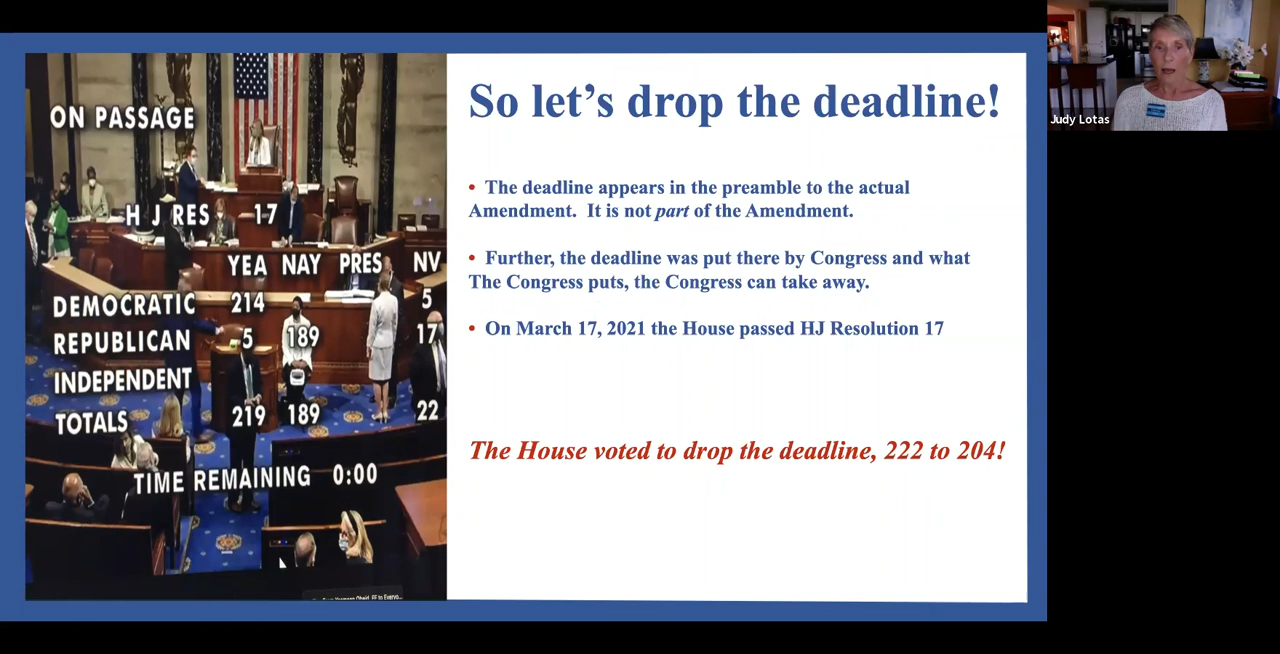 ON PASSAGE
H J RES 17
YEA NAY PRES NV
DEMOCRATIC 214 5
REPUBLICAN 5 189 17
INDEPENDENT
TOTALS 219 189 22
TIME REMAINING 0:00
So let's drop the deadline!
• The deadline appears in the preamble to the actual
Amendment. It is not part of the Amendment.
• Further, the deadline was put there by Congress and what
The Congress puts, the Congress can take away.
• On March 17, 2021 the House passed HJ Resolution 17
The House voted to drop the deadline, 222 to 204!
Judy Lotas